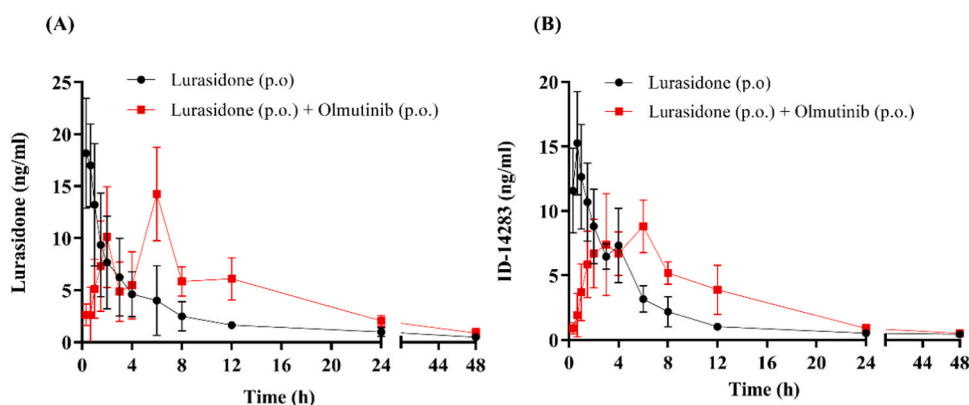 (A)
Lurasidone (p.o)
Lurasidone (p.o.) + Olmutinib (p.o.)
Lurasidone (ng/ml)
25
20
15
10
5
0
0
4
8
12
16
20
24
44
48
Time (h)
(B)
Lurasidone (p.o)
Lurasidone (p.o.) + Olmutinib (p.o.)
ID-14283 (ng/ml)
20
15
10
5
0
0
4
8
12
16
20
24
44
48
Time (h)